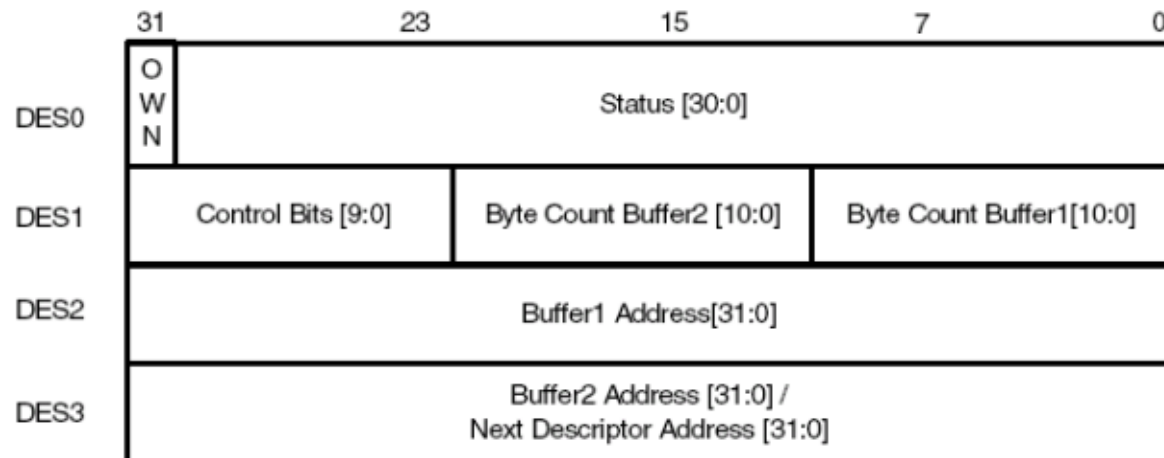 31 23 15 7 0
DES0
O
W
N
Status [30:0]
DES1
Control Bits [9:0]
Byte Count Buffer2 [10:0]
Byte Count Buffer1[10:0]
DES2
Buffer1 Address[31:0]
DES3
Buffer2 Address [31:0] /
Next Descriptor Address [31:0]